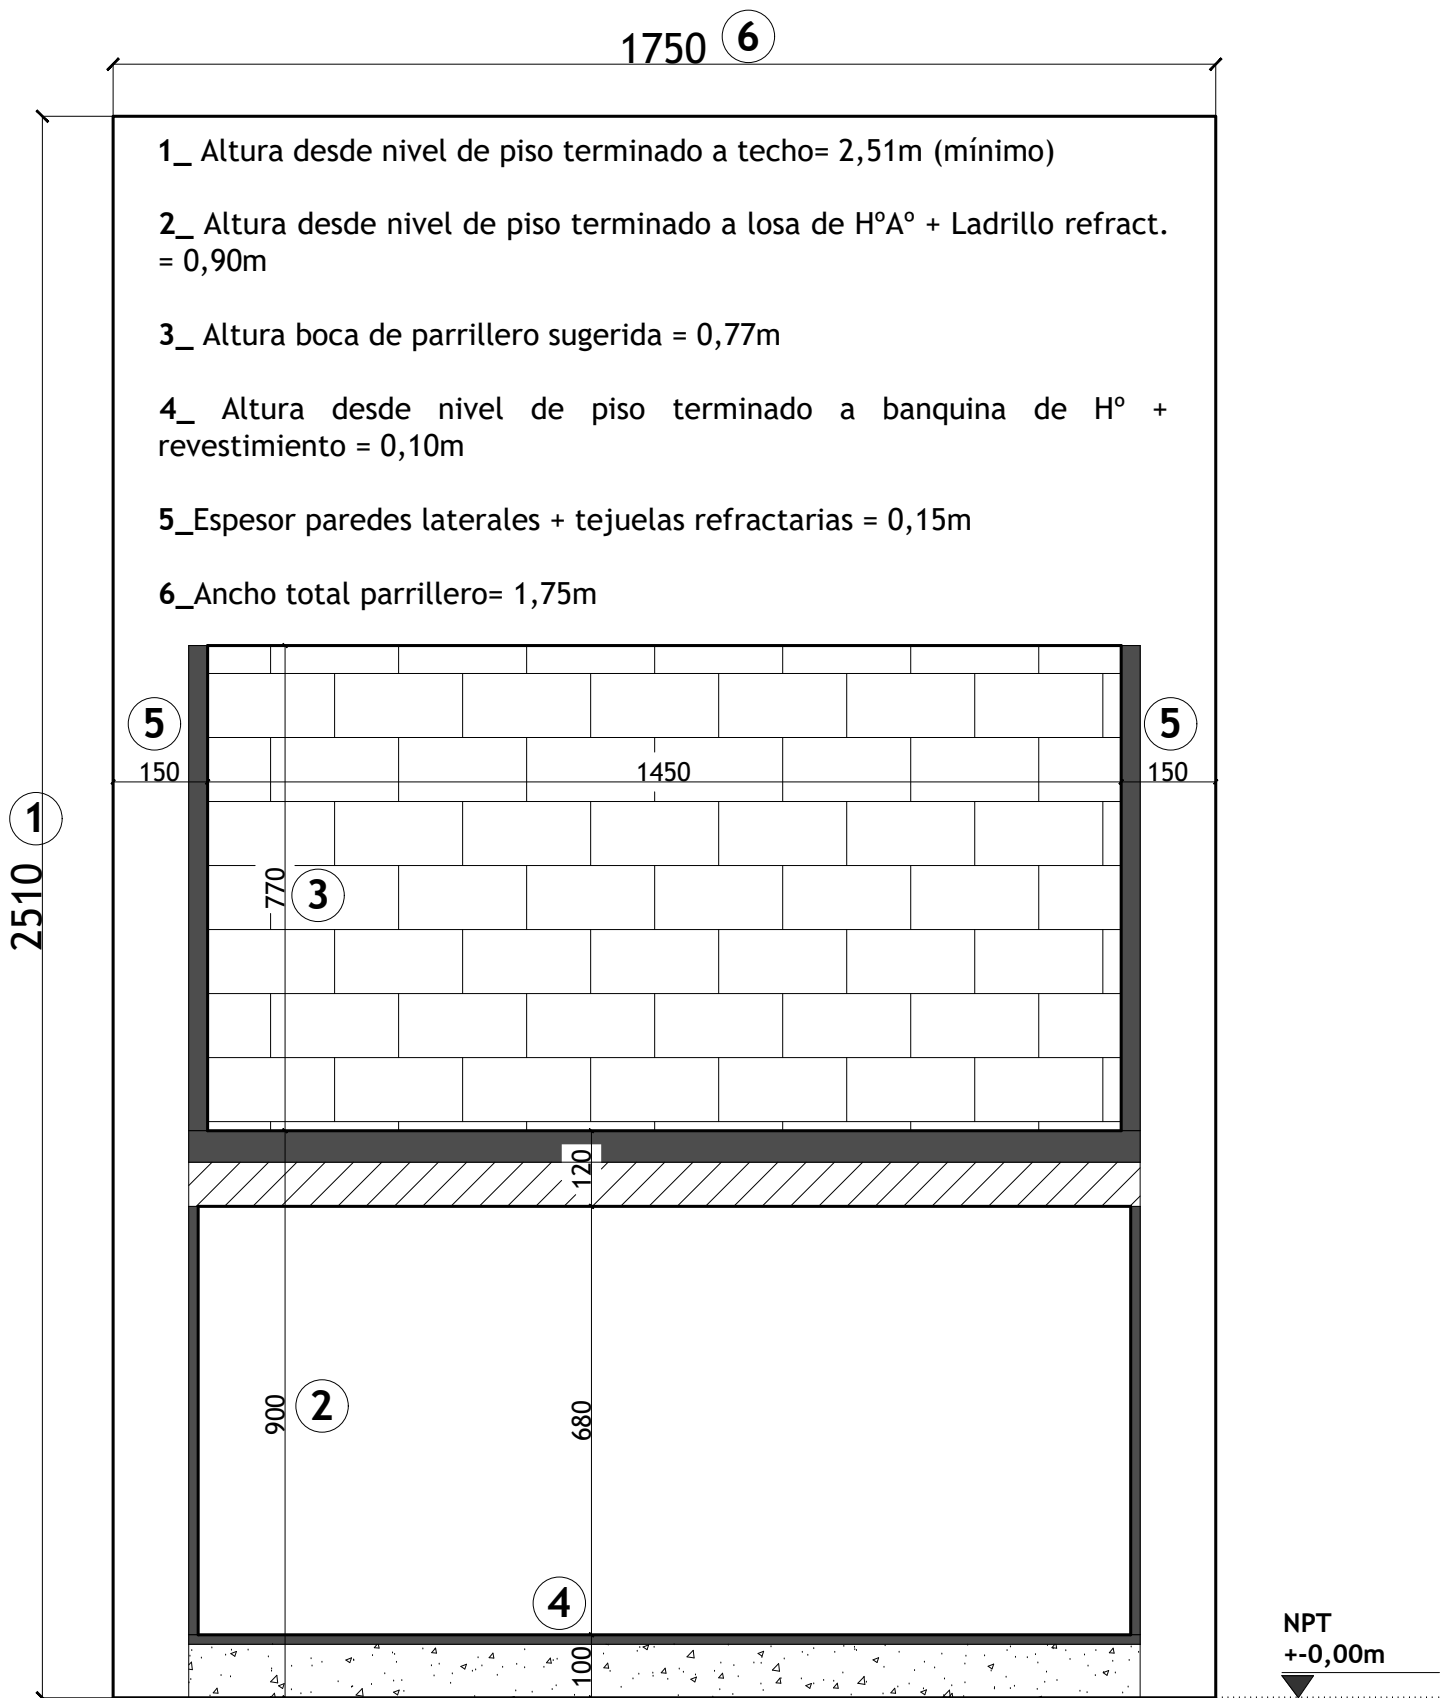 1750 6
1_ Altura desde nivel de piso terminado a techo= 2,51m (mínimo)
2_ Altura desde nivel de piso terminado a losa de HºAº + Ladrillo refract.
= 0,90m
3_ Altura boca de parrillero sugerida = 0,77m
4_ Altura desde nivel de piso terminado a banquina de Hº +
revestimiento = 0,10m
5_Espesor paredes laterales + tejuelas refractarias = 0,15m
6_Ancho total parrillero= 1,75m
5
5
150
1450
150
1
2510
770
3
120
900
2
680
4
100
NPT
+-0,00m